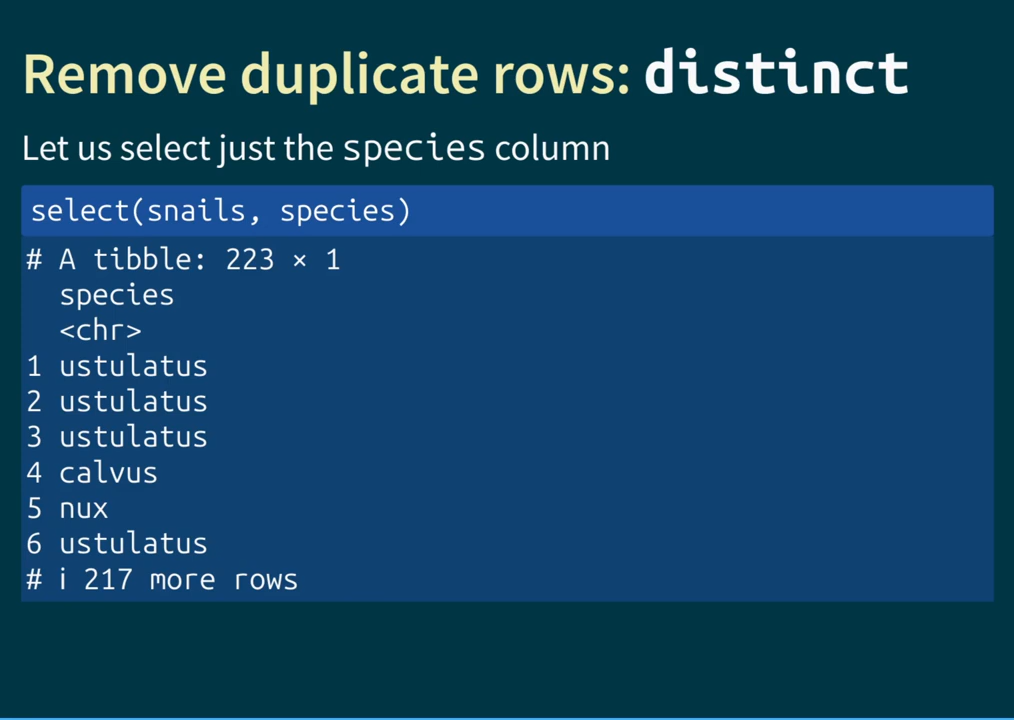 Remove duplicate rows: distinct
Let us select just the species column
select(snails, species)
# A tibble: 223 × 1
species
<chr>
1 ustulatus
2 ustulatus
3 ustulatus
4 calvus
5 nux
6 ustulatus
# i 217 more rows